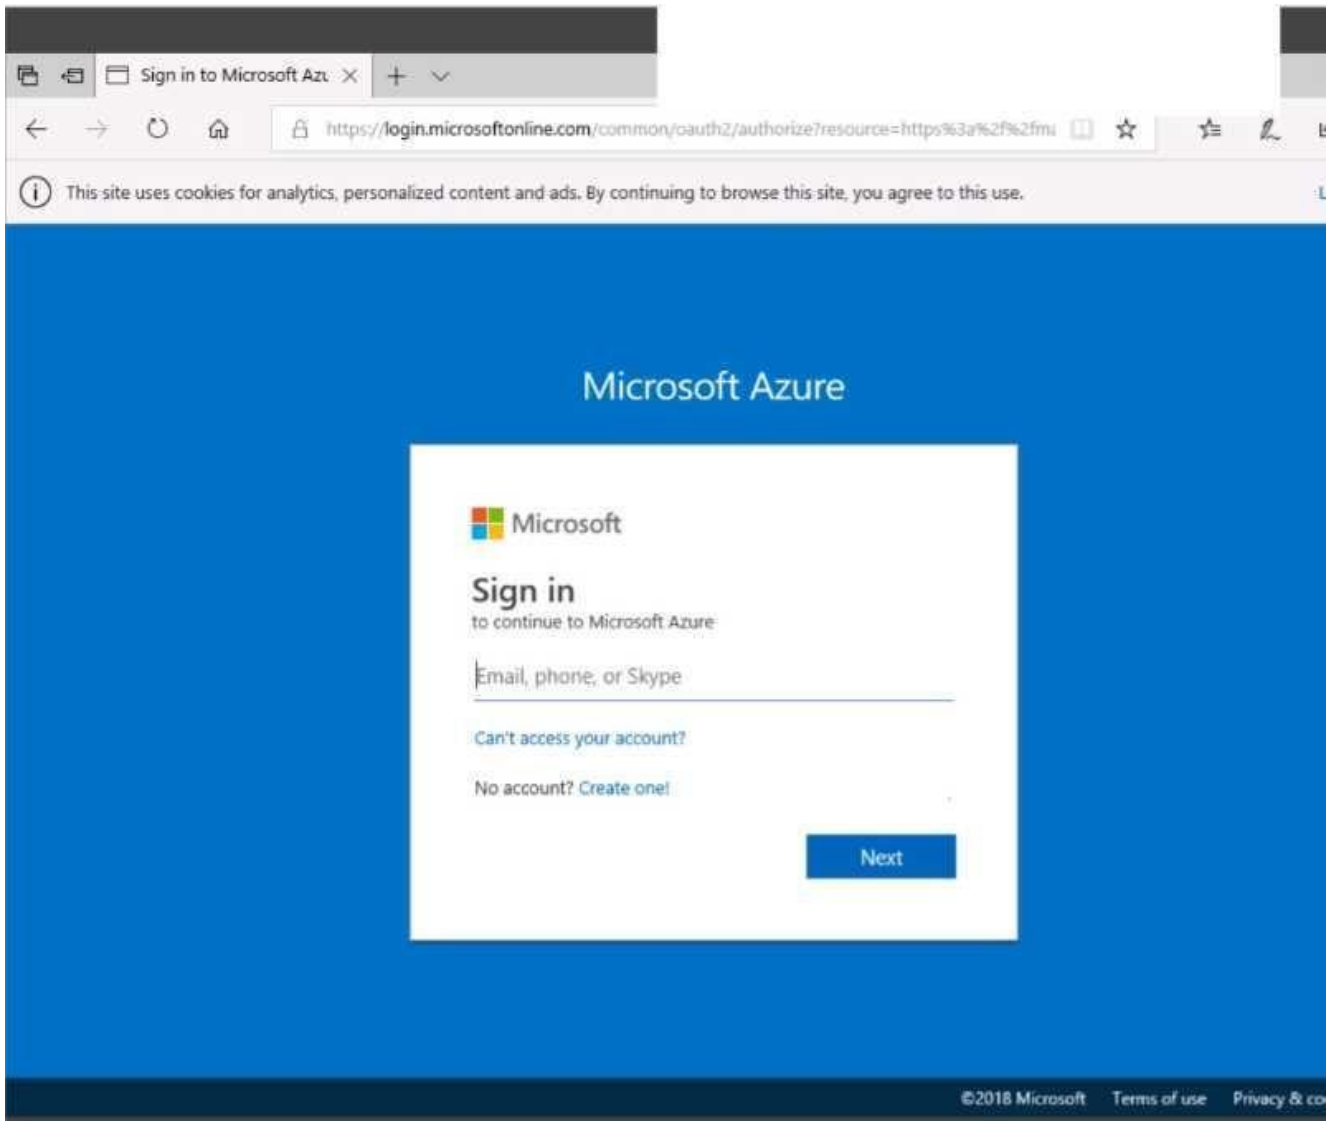 Sign in to Microsoft Azu
https://login.microsoftonline.com/common/oauth2/authorize?resource=https%3a%2f%2fma
This site uses cookies for analytics, personalized content and ads. By continuing to browse this site, you agree to this use.
L
Microsoft Azure
Microsoft
Sign in
to continue to Microsoft Azure
Email, phone, or Skype
Can't access your account?
No account? Create one!
Next
©2018 Microsoft Terms of use Privacy & co